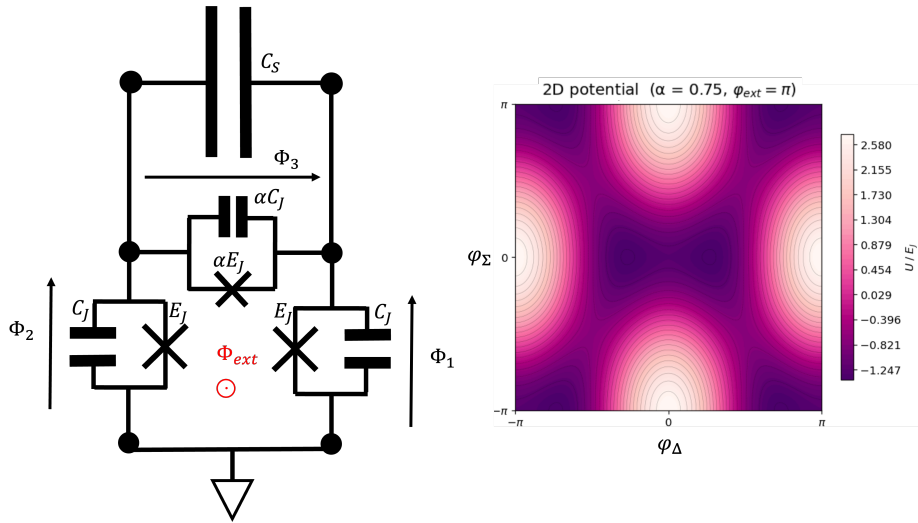 C_S
Φ_3
αC_J
αE_J
C_J
E_J
E_J
C_J
Φ_2
Φ_ext
Φ_1
2D potential (α = 0.75, φ_ext = π)
π
0
−π
φ_Σ
−π
0
π
φ_Δ
2.580
2.155
1.730
1.304
0.879
0.454
0.029
−0.396
−0.821
−1.247
U / E_J